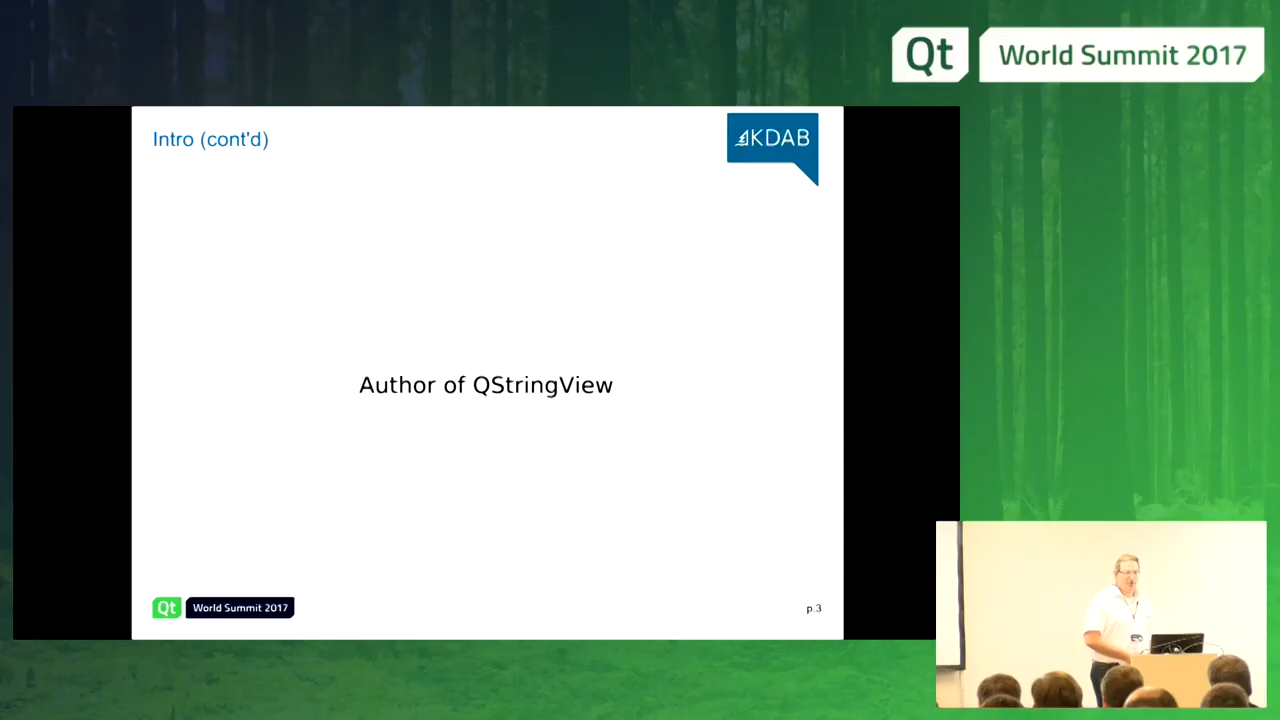 Qt World Summit 2017
Intro (cont'd)
KDAB
Author of QStringView
Qt World Summit 2017
p.3